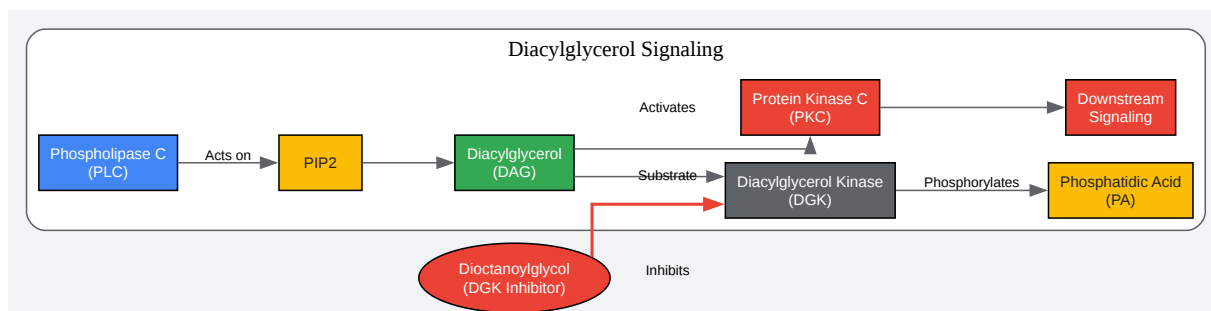 Diacylglycerol Signaling
Activates
Protein Kinase C
(PKC)
Downstream
Signaling
Phospholipase C
(PLC)
Acts on
PIP2
Diacylglycerol
(DAG)
Substrate
Diacylglycerol Kinase
(DGK)
Phosphorylates
Phosphatidic Acid
(PA)
Dioctanoylglycol
(DGK Inhibitor)
Inhibits